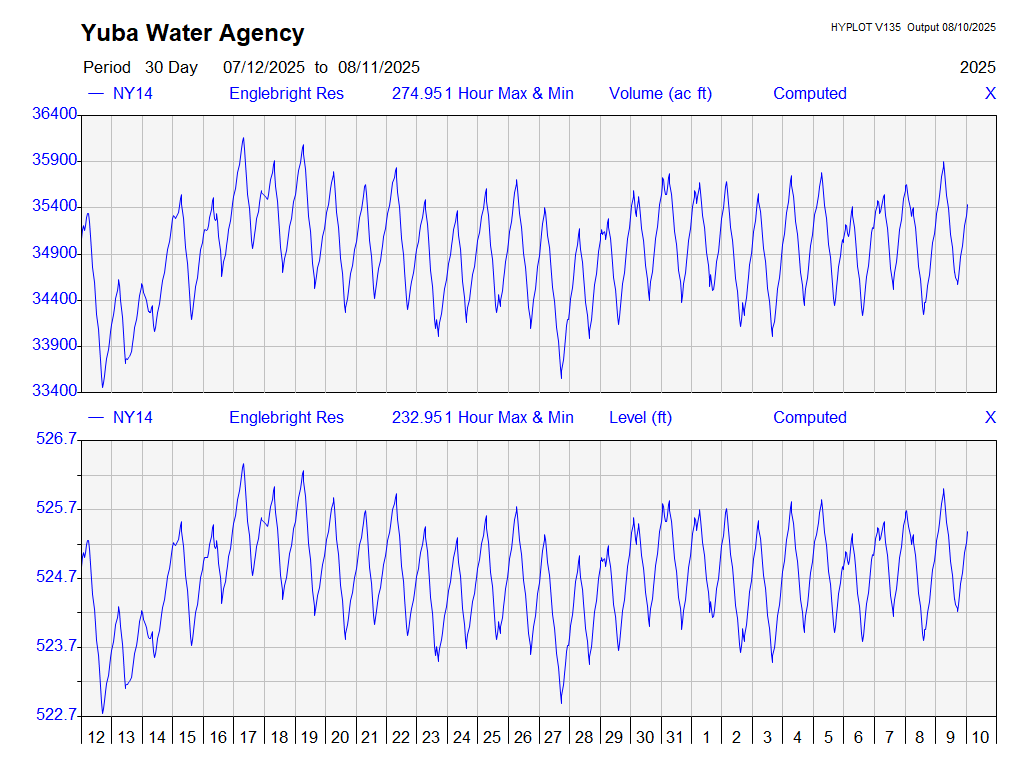 Yuba Water Agency
HYPLOT V135 Output 08/10/2025
Period 30 Day 07/12/2025 to 08/11/2025 2025
NY14 Englebright Res 274.951 Hour Max & Min Volume (ac ft) Computed X
36400
35900
35400
34900
34400
33900
33400
NY14 Englebright Res 232.951 Hour Max & Min Level (ft) Computed X
526.7
525.7
524.7
523.7
522.7
12 13 14 15 16 17 18 19 20 21 22 23 24 25 26 27 28 29 30 31 1 2 3 4 5 6 7 8 9 10